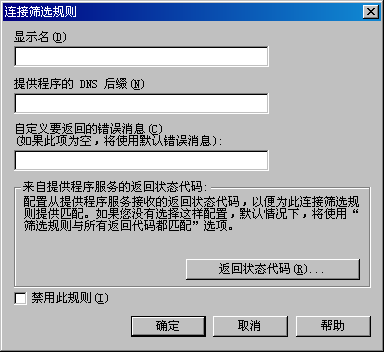 连接筛选规则
显示名(D)
提供程序的 DNS 后缀(N)
自定义要返回的错误消息(C)
(如果此项为空，将使用默认错误消息):
来自提供程序服务的返回状态代码:
配置从提供程序服务接收的返回状态代码，以便为此连接筛选规
则提供匹配。如果您没有选择这样配置，默认情况下，将使用“
筛选规则与所有返回代码都匹配”选项。
返回状态代码(R)...
禁用此规则(I)
确定
取消
帮助